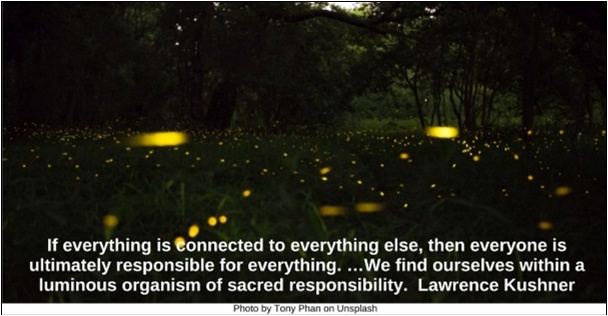 If everything is connected to everything else, then everyone is
ultimately responsible for everything. ...We find ourselves within a
luminous organism of sacred responsibility.  Lawrence Kushner
Photo by Tony Phan on Unsplash